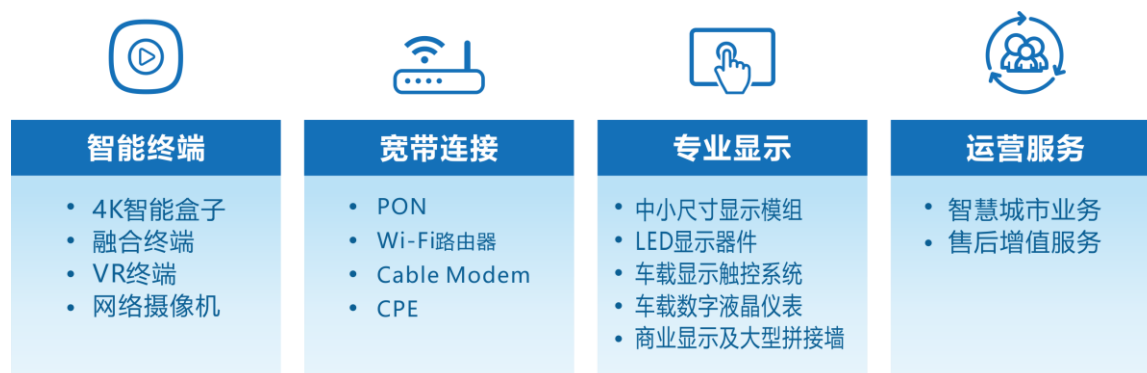 智能终端
4K智能盒子
融合终端
VR终端
网络摄像机
宽带连接
PON
Wi-Fi路由器
Cable Modem
CPE
专业显示
中小尺寸显示模组
LED显示器件
车载显示触控系统
车载数字液晶仪表
商业显示及大型拼接墙
运营服务
智慧城市业务
售后增值服务